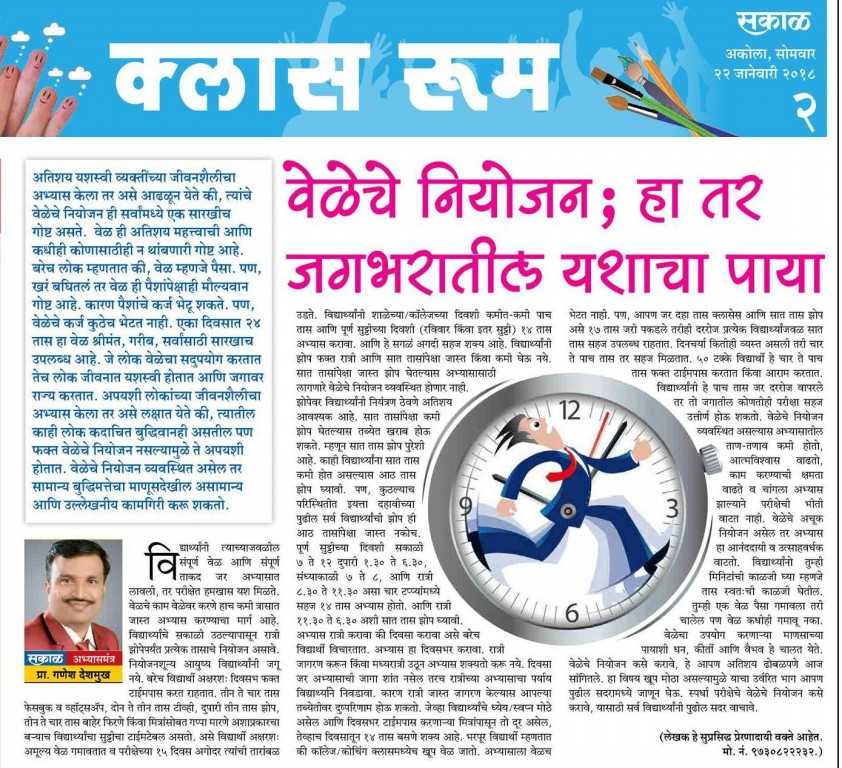 क्लास रूम
सकाळ
अकोला, सोमवार
२२ जानेवारी २०१८
२
अतिशय यशस्वी व्यक्तींच्या जीवनशैलीचा
अभ्यास केला तर असे आढळून येते की, त्यांचे
वेळेचे नियोजन ही सर्वांमध्ये एक सारखीच
गोष्ट असते. वेळ ही अतिशय महत्त्वाची आणि
कधीही कोणासाठीही न थांबणारी गोष्ट आहे.
बरेच लोक म्हणतात की, वेळ म्हणजे पैसा. पण,
खरं बघितलं तर वेळ ही पैशांपेक्षाही मौल्यवान
गोष्ट आहे. कारण पैशांचे कर्ज भेटू शकते. पण,
वेळेचे कर्ज कुठेच भेटत नाही. एका दिवसात २४
तास हा वेळ श्रीमंत, गरीब, सर्वांसाठी सारखाच
उपलब्ध आहे. जे लोक वेळेचा सदुपयोग करतात
तेच लोक जीवनात यशस्वी होतात आणि जगावर
राज्य करतात. अपयशी लोकांच्या जीवनशैलीचा
अभ्यास केला तर असे लक्षात येते की, त्यातील
काही लोक कदाचित बुद्धिवानही असतील पण
फक्त वेळेचे नियोजन नसल्यामुळे ते अपयशी
होतात. वेळेचे नियोजन व्यवस्थित असेल तर
सामान्य बुद्धिमत्तेचा माणूसदेखील असामान्य
आणि उल्लेखनीय कामगिरी करू शकतो.
वेळेचे नियोजन; हा तर
जगभरातील यशाचा पाया
सकाळ अभ्यासमंत्र
प्रा. गणेश देशमुख
विद्यार्थ्यांनी त्याच्याजवळील
संपूर्ण वेळ आणि संपूर्ण
ताकद जर अभ्यासात
लावली, तर परीक्षेत हमखास यश मिळते.
वेळेचे काम वेळेवर करणे हाच कमी त्रासात
जास्त अभ्यास करण्याचा मार्ग आहे.
विद्यार्थ्यांचे सकाळी उठल्यापासून रात्री
झोपेपर्यंत प्रत्येक तासाचे नियोजन असावे.
नियोजनशून्य आयुष्य विद्यार्थ्यांनी जगू
नये. बरेच विद्यार्थी अक्षरशः दिवसभर फक्त
टाईमपास करत राहतात. तीन ते चार तास
फेसबुक व व्हॉट्सॲप, दोन ते तीन तास टीव्ही, दुपारी तीन तास झोप,
तीन ते चार तास बाहेर फिरणे किंवा मित्रांसोबत गप्पा मारणे अशाप्रकारचा
बऱ्याच विद्यार्थ्यांचा सुट्टीचा टाईमटेबल असतो. असे विद्यार्थी अक्षरशः
अमूल्य वेळ गमावतात व परीक्षेच्या १५ दिवस अगोदर त्यांची तारांबळ
उडते. विद्यार्थ्यांनी शाळेच्या/कॉलेजच्या दिवशी कमीत-कमी पाच
तास आणि पूर्ण सुट्टीच्या दिवशी (रविवार किंवा इतर सुट्टी) १४ तास
अभ्यास करावा. आणि हे सगळं अगदी सहज शक्य आहे. विद्यार्थ्यांनी
झोप फक्त रात्री आणि सात तासांपेक्षा जास्त किंवा कमी घेऊ नये.
सात तासांपेक्षा जास्त झोप घेतल्यास अभ्यासासाठी
लागणारे वेळेचे नियोजन व्यवस्थित होणार नाही.
झोपेवर विद्यार्थ्यांनी नियंत्रण ठेवणे अतिशय
आवश्यक आहे. सात तासापेक्षा कमी
झोप घेतल्यास तब्येत खराब होऊ
शकते. म्हणून सात तास झोप पुरेशी
आहे. काही विद्यार्थ्यांना सात तास
कमी होत असल्यास आठ तास
झोप घ्यावी. पण, कुठल्याच
परिस्थितीत इयत्ता दहावीच्या
पुढील सर्व विद्यार्थ्यांची झोप ही
आठ तासांपेक्षा जास्त नकोच.
पूर्ण सुट्टीच्या दिवशी सकाळी
७ ते १२ दुपारी १.३० ते ६.३०,
संध्याकाळी ७ ते ८, आणि रात्री
८.३० ते ११.३० असा चार टप्प्यांमध्ये
सहज १४ तास अभ्यास होतो. आणि रात्री
११.३० ते ६.३० अशी सात तास झोप घ्यावी.
अभ्यास रात्री करावा की दिवसा करावा असे बरेच
विद्यार्थी विचारतात. अभ्यास हा दिवसभर करावा. रात्री
जागरण करून किंवा मध्यरात्री उठून अभ्यास शक्यतो करू नये. दिवसा
जर अभ्यासाची जागा शांत नसेल तरच रात्रीच्या अभ्यासाचा पर्याय
विद्यार्थ्याने निवडावा. कारण रात्री जास्त जागरण केल्यास आपल्या
तब्येतीवर दुष्परिणाम होऊ शकतो. जेव्हा विद्यार्थ्यांचे ध्येय/स्वप्न मोठे
असेल आणि दिवसभर टाईमपास करणाऱ्या मित्रांपासून तो दूर असेल,
तेव्हाच दिवसातून १४ तास बसणे शक्य आहे. भरपूर विद्यार्थी म्हणतात
की कॉलेज/कोचिंग क्लासमध्येच खूप वेळ जातो. अभ्यासाला वेळच
भेटत नाही. पण, आपण जर दहा तास क्लासेस आणि सात तास झोप
असे १७ तास जरी पकडले तरीही दररोज प्रत्येक विद्यार्थ्यांजवळ सात
तास सहज उपलब्ध राहतात. दिनचर्या कितीही व्यस्त असली तरी चार
ते पाच तास तर सहज मिळतात. ५० टक्के विद्यार्थी हे चार ते पाच
तास फक्त टाईमपास करतात किंवा आराम करतात.
विद्यार्थ्यांनी हे पाच तास जर दररोज वापरले
तर तो जगातील कोणतीही परीक्षा सहज
उत्तीर्ण होऊ शकतो. वेळेचे नियोजन
व्यवस्थित असल्यास अभ्यासातील
ताण-तणाव कमी होतो,
आत्मविश्वास वाढतो,
काम करण्याची क्षमता
वाढते व चांगला अभ्यास
झाल्याने परीक्षेची भीती
वाटत नाही. वेळेचे अचूक
नियोजन असेल तर अभ्यास
हा आनंददायी व उत्साहवर्धक
वाटतो. विद्यार्थ्यांनो तुम्ही
मिनिटांची काळजी घ्या म्हणजे
तास स्वतःची काळजी घेतील.
तुम्ही एक वेळ पैसा गमावला तरी
चालेल पण वेळ कधीही गमावू नका.
वेळेचा उपयोग करणाऱ्या माणसाच्या
पायाशी धन, कीर्ती आणि वैभव हे चालत येते.
वेळेचे नियोजन कसे करावे, हे आपण अतिशय ढोबळपणे आज
सांगितले. हा विषय खूप मोठा असल्यामुळे याचा उर्वरित भाग आपण
पुढील सदरामध्ये जाणून घेऊ. स्पर्धा परीक्षेचे वेळेचे नियोजन कसे
करावे, यासाठी सर्व विद्यार्थ्यांनी पुढील सदर वाचावे.
(लेखक हे सुप्रसिद्ध प्रेरणादायी वक्ते आहेत.
मो. नं. ९७३०८२२२३२.)
12
3
6
9